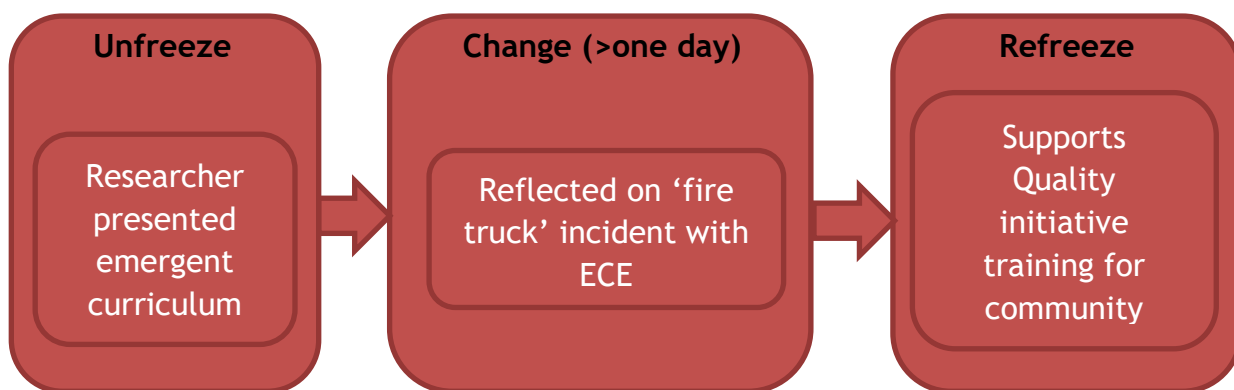 Unfreeze
Researcher
presented
emergent
curriculum
Change (>one day)
Reflected on ‘fire
truck’ incident with
ECE
Refreeze
Supports
Quality
initiative
training for
community